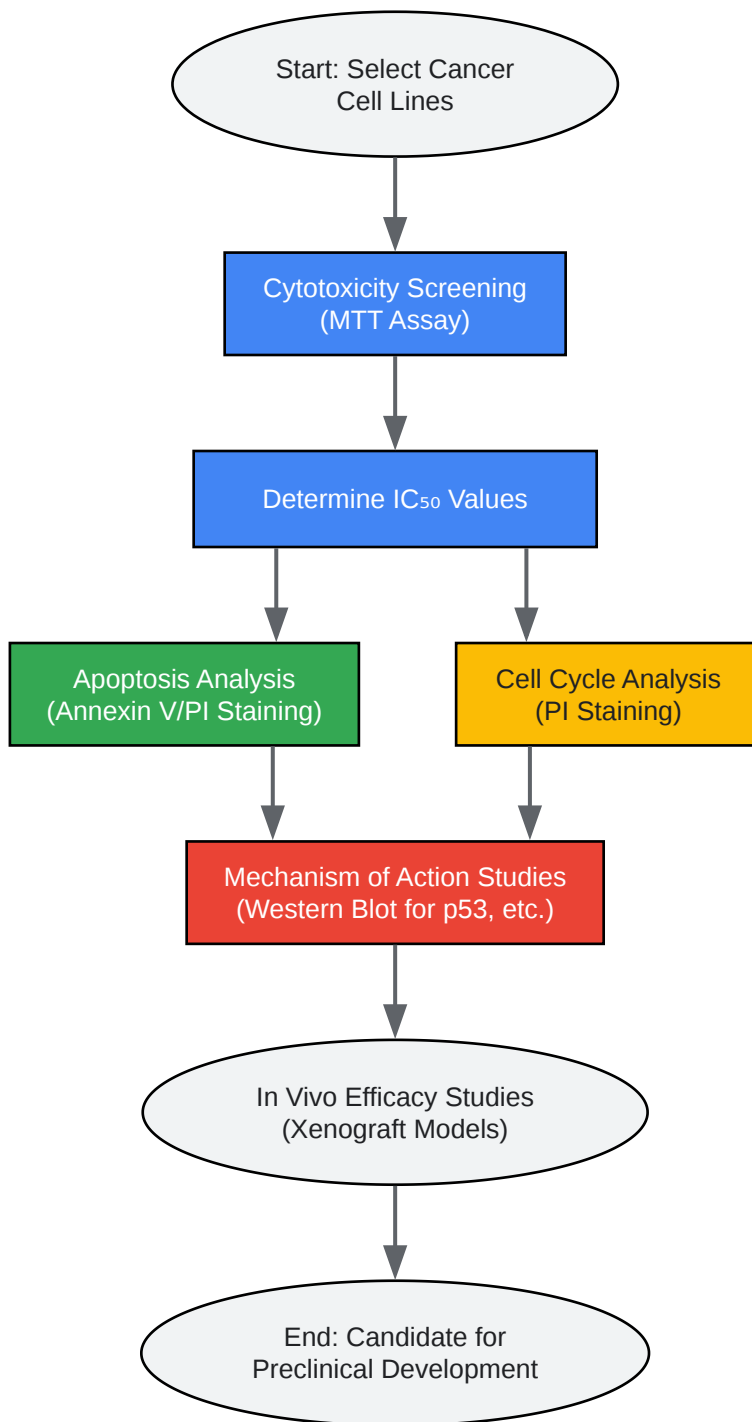 Start: Select Cancer
Cell Lines
Cytotoxicity Screening
(MTT Assay)
Determine IC₅₀ Values
Apoptosis Analysis
(Annexin V/PI Staining)
Cell Cycle Analysis
(PI Staining)
Mechanism of Action Studies
(Western Blot for p53, etc.)
In Vivo Efficacy Studies
(Xenograft Models)
End: Candidate for
Preclinical Development